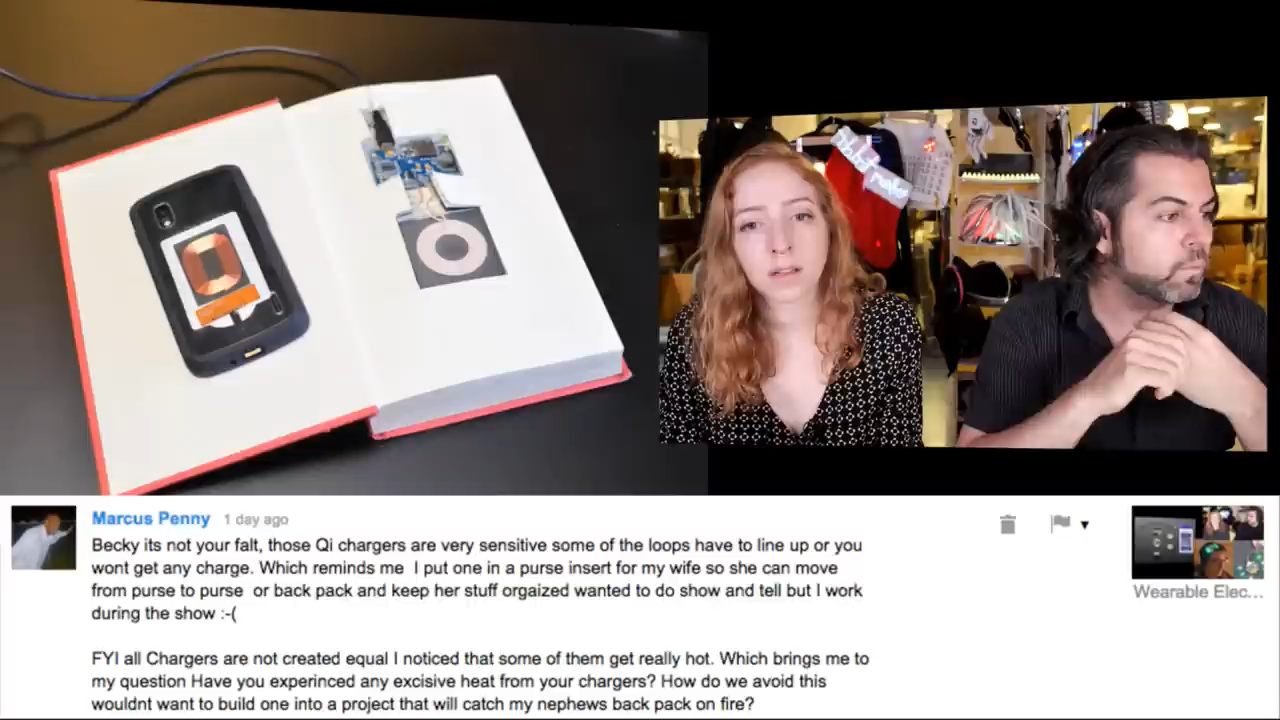 Marcus Penny 1 day ago
Becky its not your falt, those Qi chargers are very sensitive some of the loops have to line up or you
wont get any charge. Which reminds me I put one in a purse insert for my wife so she can move
from purse to purse or back pack and keep her stuff orgaized wanted to do show and tell but I work
during the show :-(
FYI all Chargers are not created equal I noticed that some of them get really hot. Which brings me to
my question Have you experinced any excisive heat from your chargers? How do we avoid this
wouldnt want to build one into a project that will catch my nephews back pack on fire?
Wearable Elec...